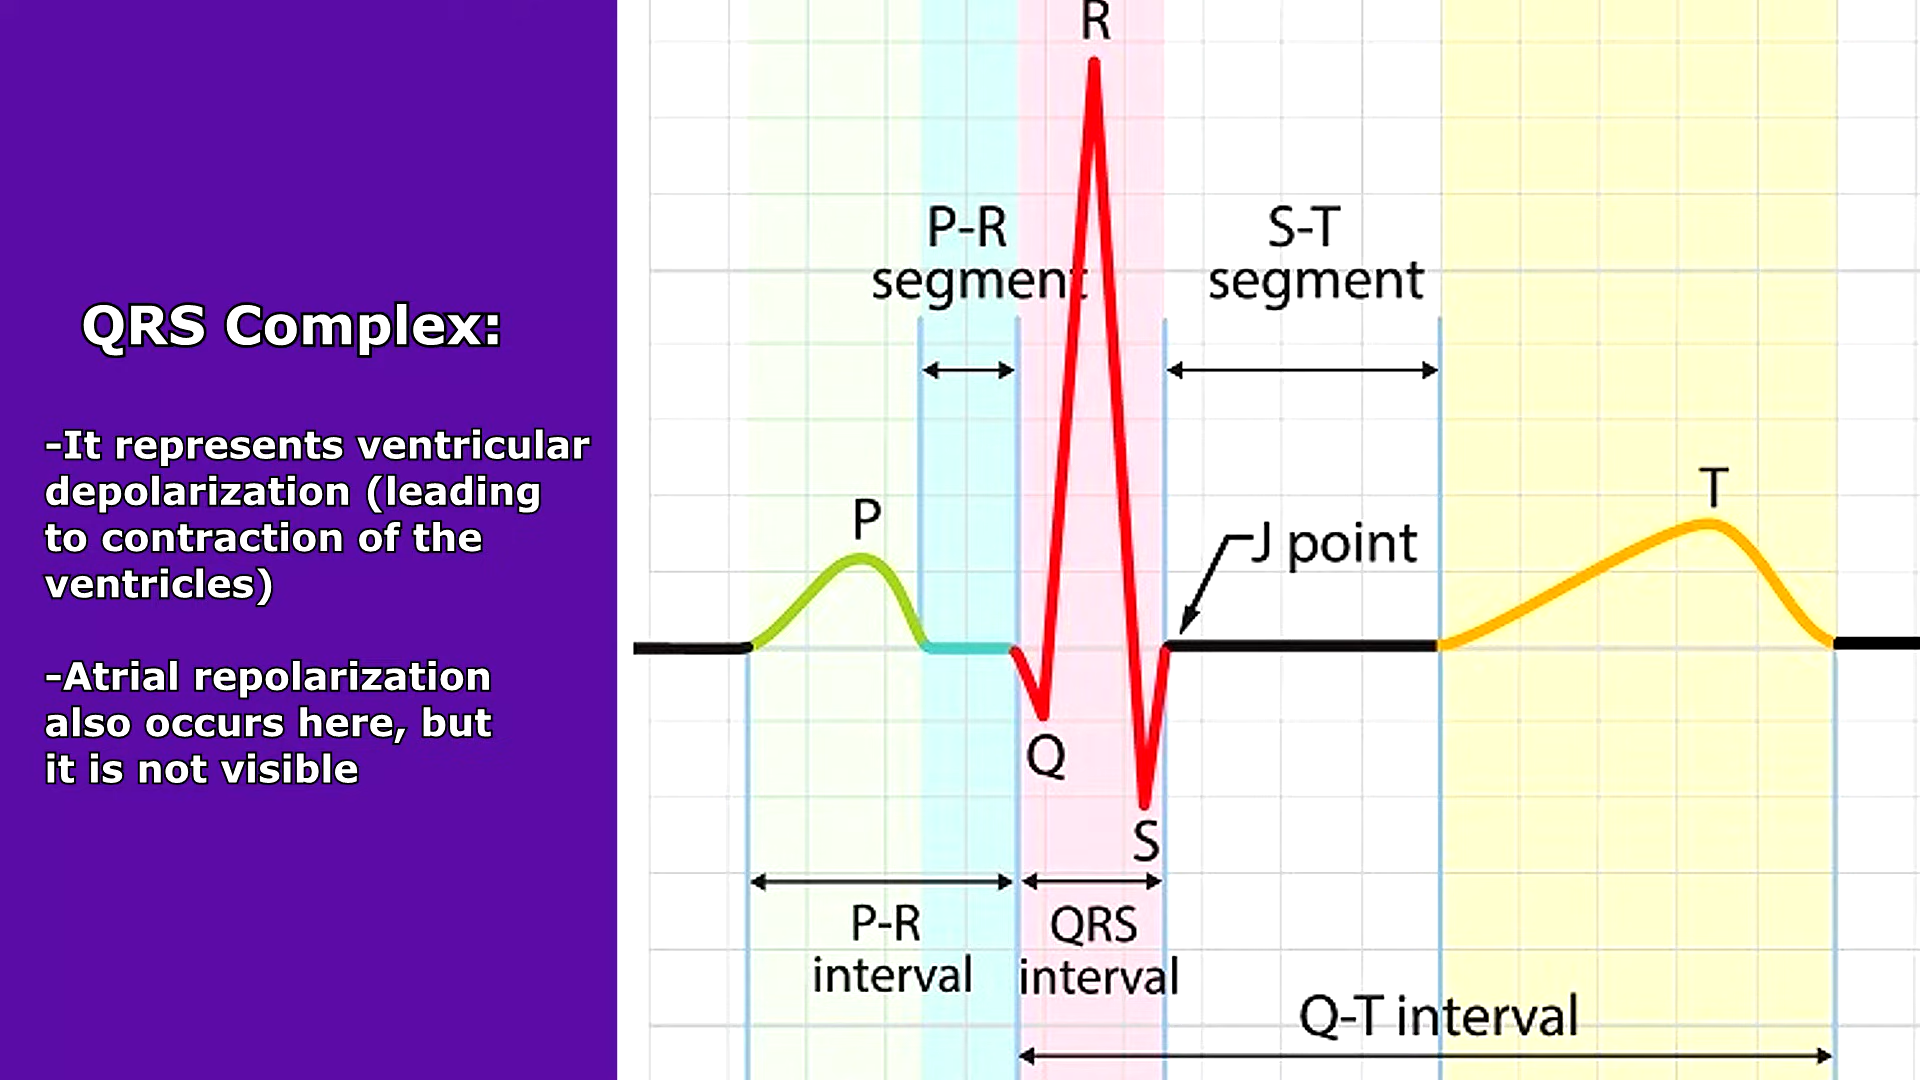 QRS Complex:
-It represents ventricular
depolarization (leading
to contraction of the
ventricles)
-Atrial repolarization
also occurs here, but
it is not visible
R
P-R
segment
S-T
segment
P
J point
T
Q
S
P-R
interval
QRS
interval
Q-T interval